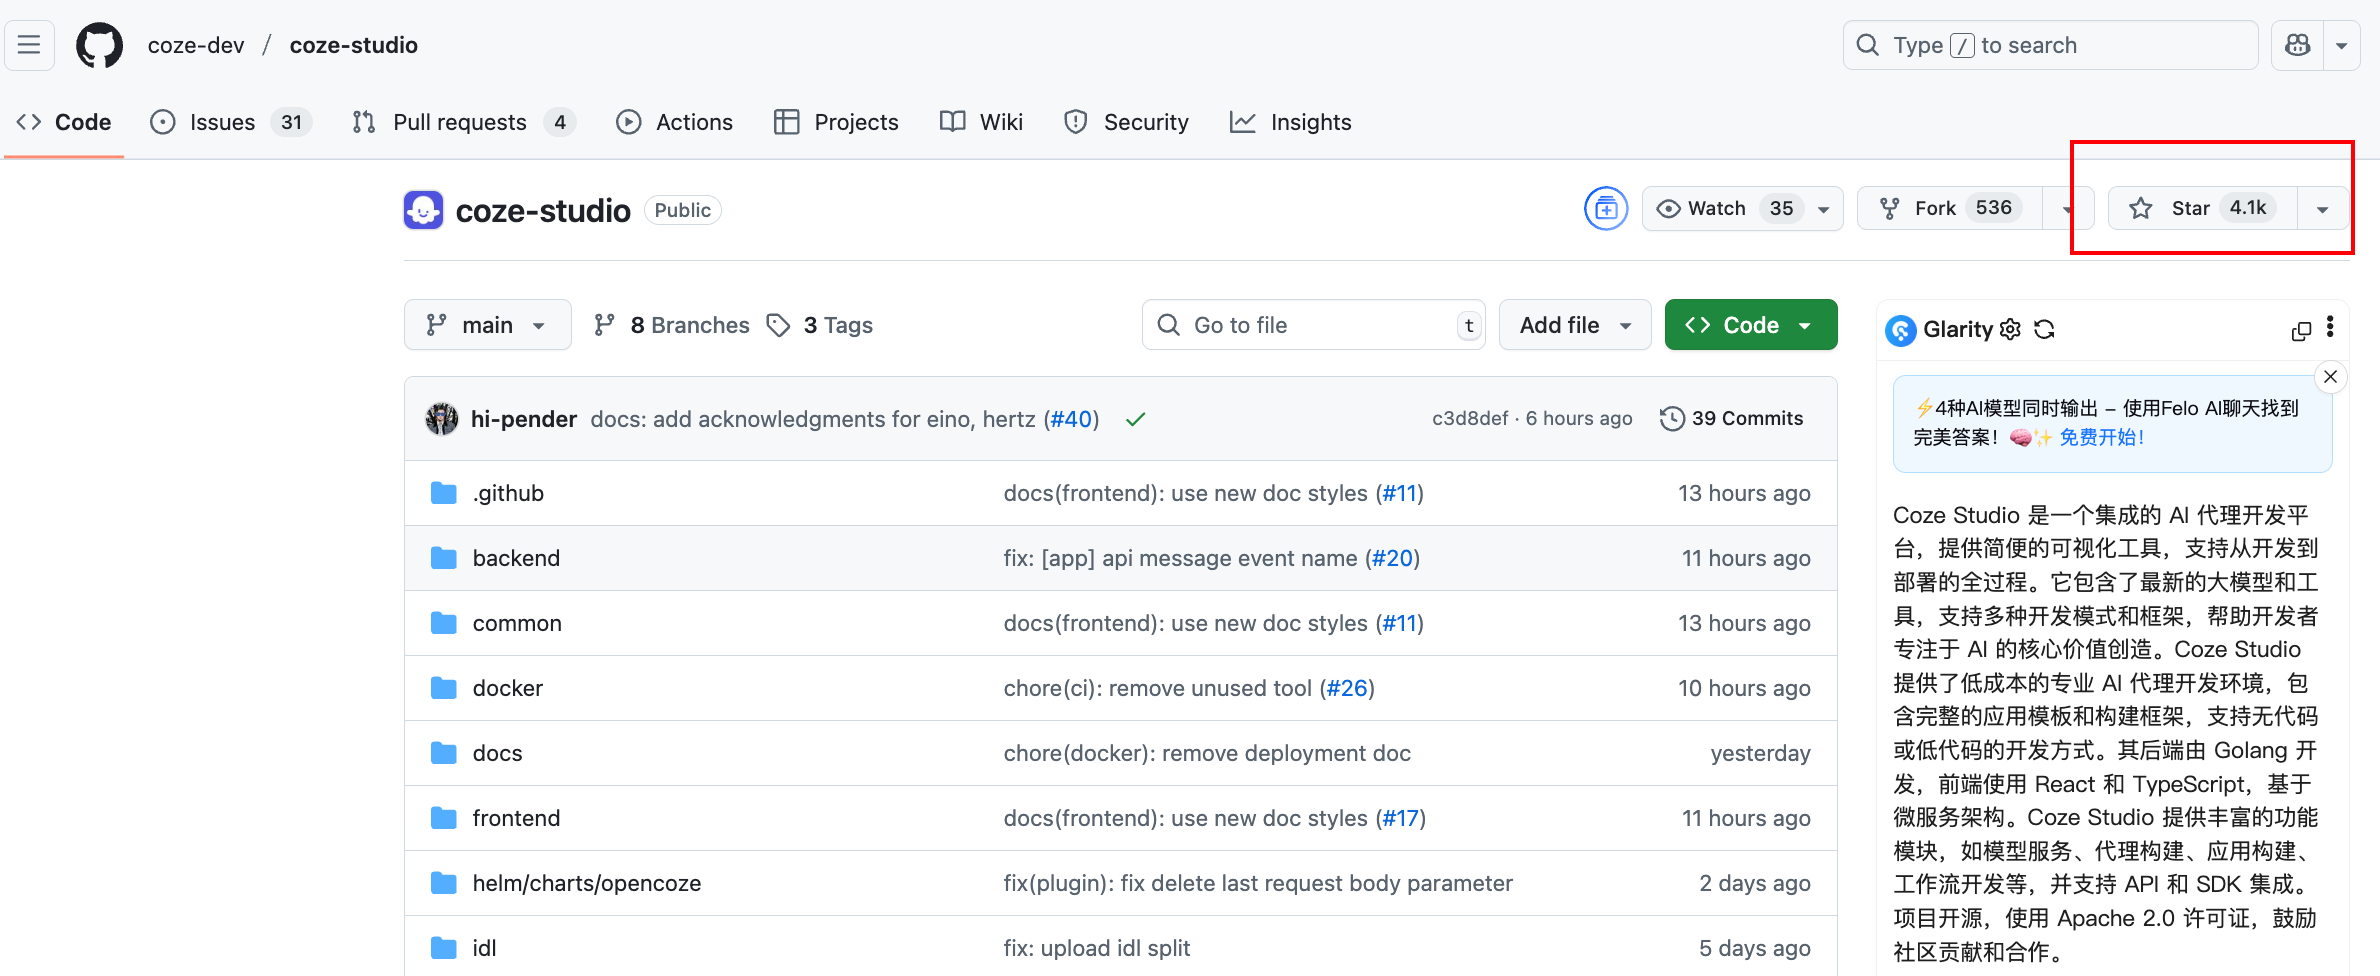 coze-dev / coze-studio
Type / to search
Code
Issues 31
Pull requests 4
Actions
Projects
Wiki
Security
Insights
coze-studio Public
Watch 35
Fork 536
Star 4.1k
main
8 Branches
3 Tags
Go to file t
Add file
Code
hi-pender docs: add acknowledgments for eino, hertz (#40) c3d8def · 6 hours ago 39 Commits
.github docs(frontend): use new doc styles (#11) 13 hours ago
backend fix: [app] api message event name (#20) 11 hours ago
common docs(frontend): use new doc styles (#11) 13 hours ago
docker chore(ci): remove unused tool (#26) 10 hours ago
docs chore(docker): remove deployment doc yesterday
frontend docs(frontend): use new doc styles (#17) 11 hours ago
helm/charts/opencoze fix(plugin): fix delete last request body parameter 2 days ago
idl fix: upload idl split 5 days ago
Glarity
⚡4种AI模型同时输出 – 使用Felo AI聊天找到
完美答案！🧠✨ 免费开始！
Coze Studio 是一个集成的 AI 代理开发平
台，提供简便的可视化工具，支持从开发到
部署的全过程。它包含了最新的大模型和工
具，支持多种开发模式和框架，帮助开发者
专注于 AI 的核心价值创造。Coze Studio
提供了低成本的专业 AI 代理开发环境，包
含完整的应用模板和构建框架，支持无代码
或低代码的开发方式。其后端由 Golang 开
发，前端使用 React 和 TypeScript，基于
微服务架构。Coze Studio 提供丰富的功能
模块，如模型服务、代理构建、应用构建、
工作流开发等，并支持 API 和 SDK 集成。
项目开源，使用 Apache 2.0 许可证，鼓励
社区贡献和合作。